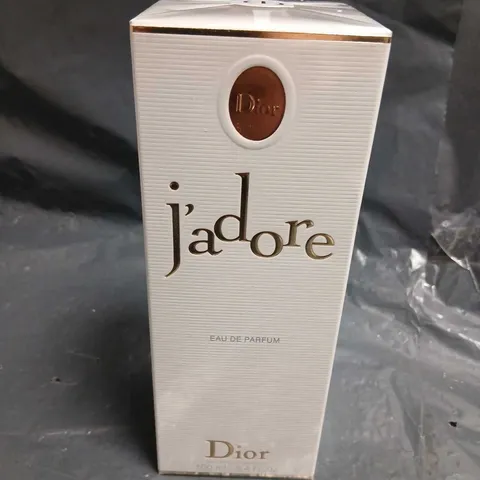 Dior
j'adore
EAU DE PARFUM
Dior